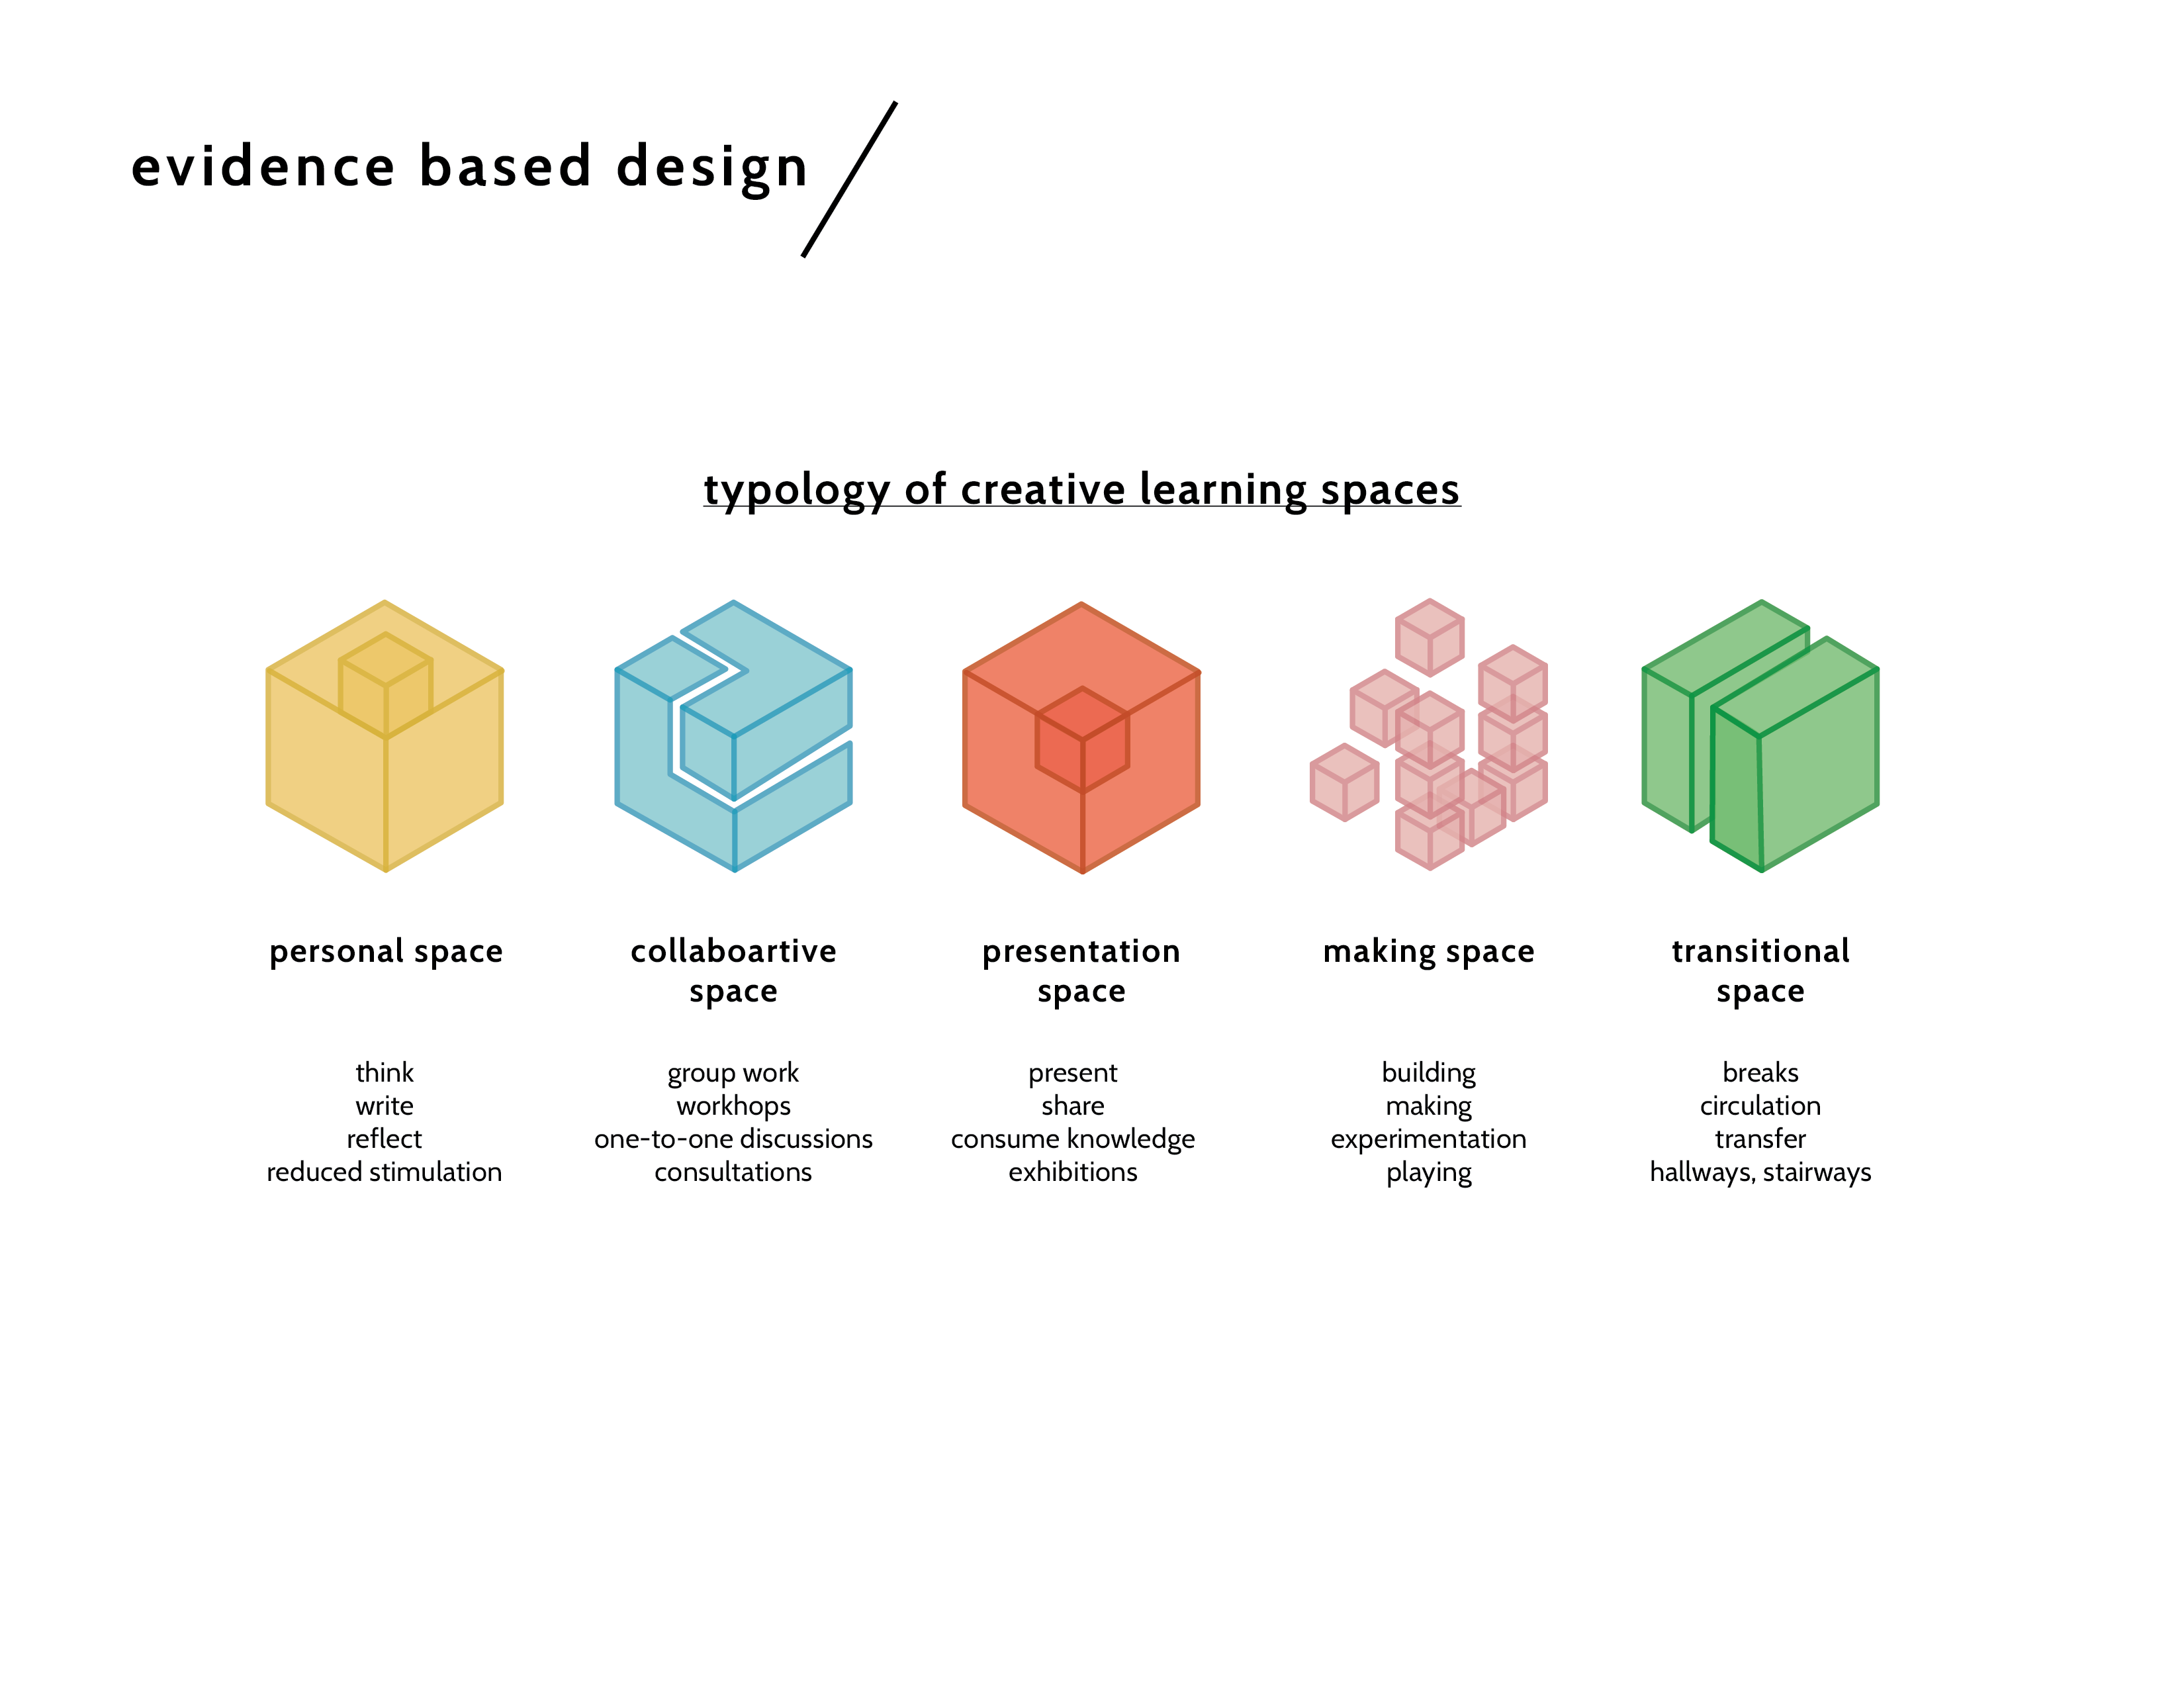 evidence based design
typology of creative learning spaces
personal space
think
write
reflect
reduced stimulation
collaboartive
space
group work
workhops
one-to-one discussions
consultations
presentation
space
present
share
consume knowledge
exhibitions
making space
building
making
experimentation
playing
transitional
space
breaks
circulation
transfer
hallways, stairways